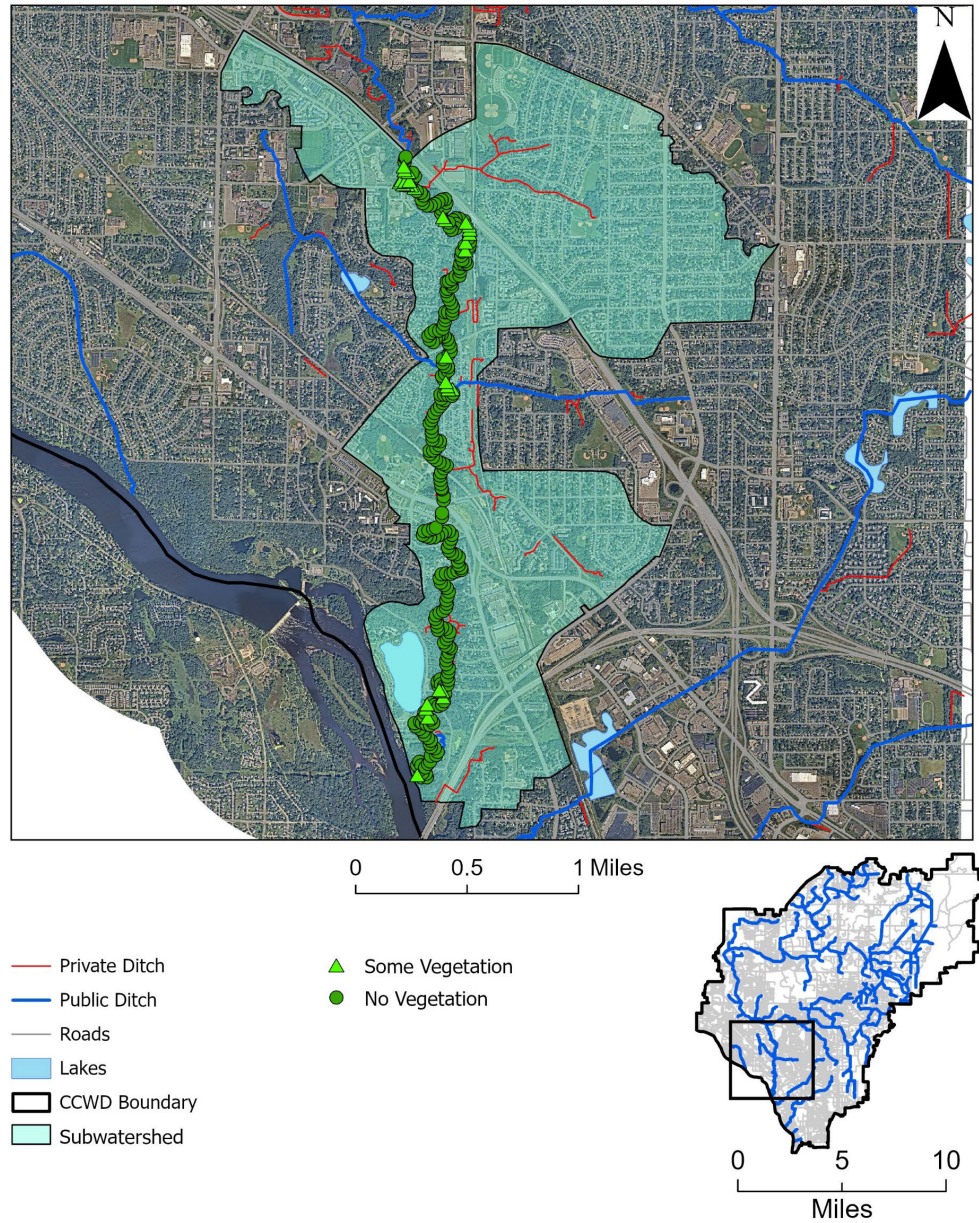 N
0 0.5 1 Miles
Private Ditch
Public Ditch
Roads
Lakes
CCWD Boundary
Subwatershed
Some Vegetation
No Vegetation
0 5 10
Miles